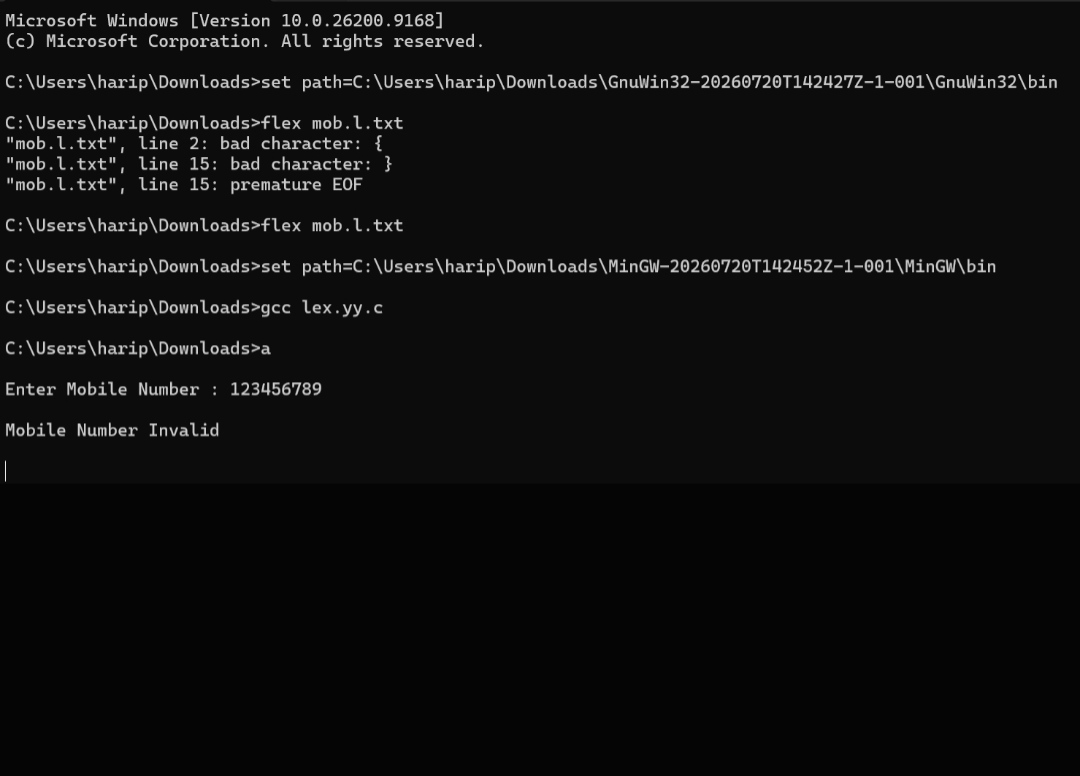 Microsoft Windows [Version 10.0.26200.9168]
(c) Microsoft Corporation. All rights reserved.
C:\Users\harip\Downloads>set path=C:\Users\harip\Downloads\GnuWin32-20260720T142427Z-1-001\GnuWin32\bin
C:\Users\harip\Downloads>flex mob.l.txt
"mob.l.txt", line 2: bad character: {
"mob.l.txt", line 15: bad character: }
"mob.l.txt", line 15: premature EOF
C:\Users\harip\Downloads>flex mob.l.txt
C:\Users\harip\Downloads>set path=C:\Users\harip\Downloads\MinGW-20260720T142452Z-1-001\MinGW\bin
C:\Users\harip\Downloads>gcc lex.yy.c
C:\Users\harip\Downloads>a
Enter Mobile Number : 123456789
Mobile Number Invalid